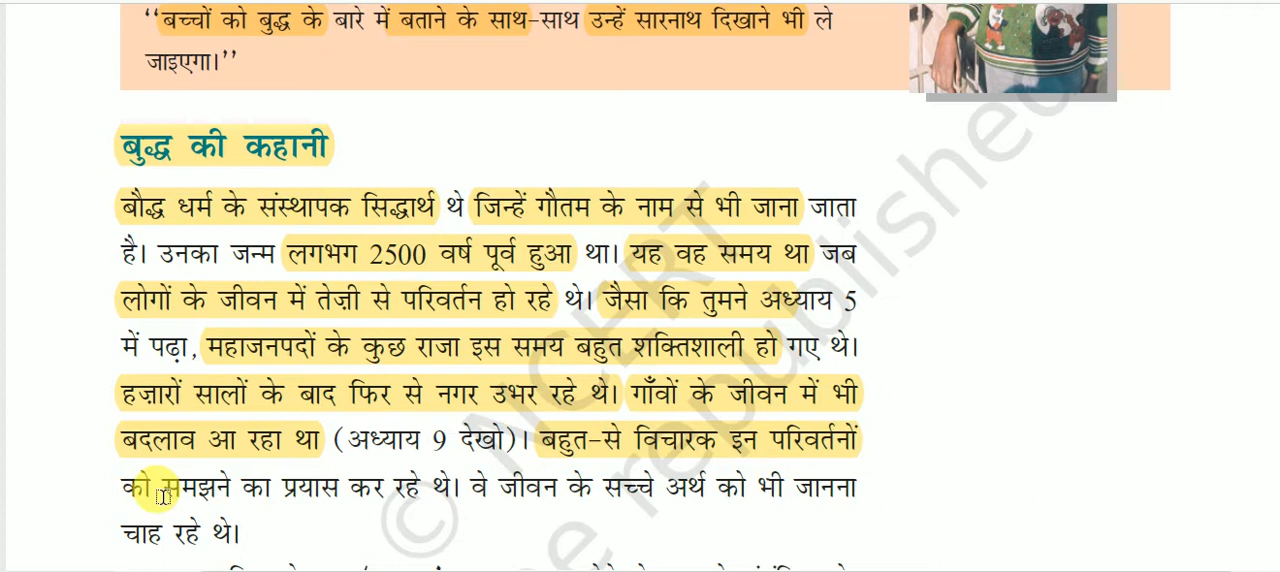 ‘‘बच्चों को बुद्ध के बारे में बताने के साथ-साथ उन्हें सारनाथ दिखाने भी ले
जाइएगा।’’
बुद्ध की कहानी
बौद्ध धर्म के संस्थापक सिद्धार्थ थे जिन्हें गौतम के नाम से भी जाना जाता
है। उनका जन्म लगभग 2500 वर्ष पूर्व हुआ था। यह वह समय था जब
लोगों के जीवन में तेज़ी से परिवर्तन हो रहे थे। जैसा कि तुमने अध्याय 5
में पढ़ा, महाजनपदों के कुछ राजा इस समय बहुत शक्तिशाली हो गए थे।
हजारों सालों के बाद फिर से नगर उभर रहे थे। गाँवों के जीवन में भी
बदलाव आ रहा था (अध्याय 9 देखो)। बहुत-से विचारक इन परिवर्तनों
को समझने का प्रयास कर रहे थे। वे जीवन के सच्चे अर्थ को भी जानना
चाह रहे थे।
© NCERT
be republished